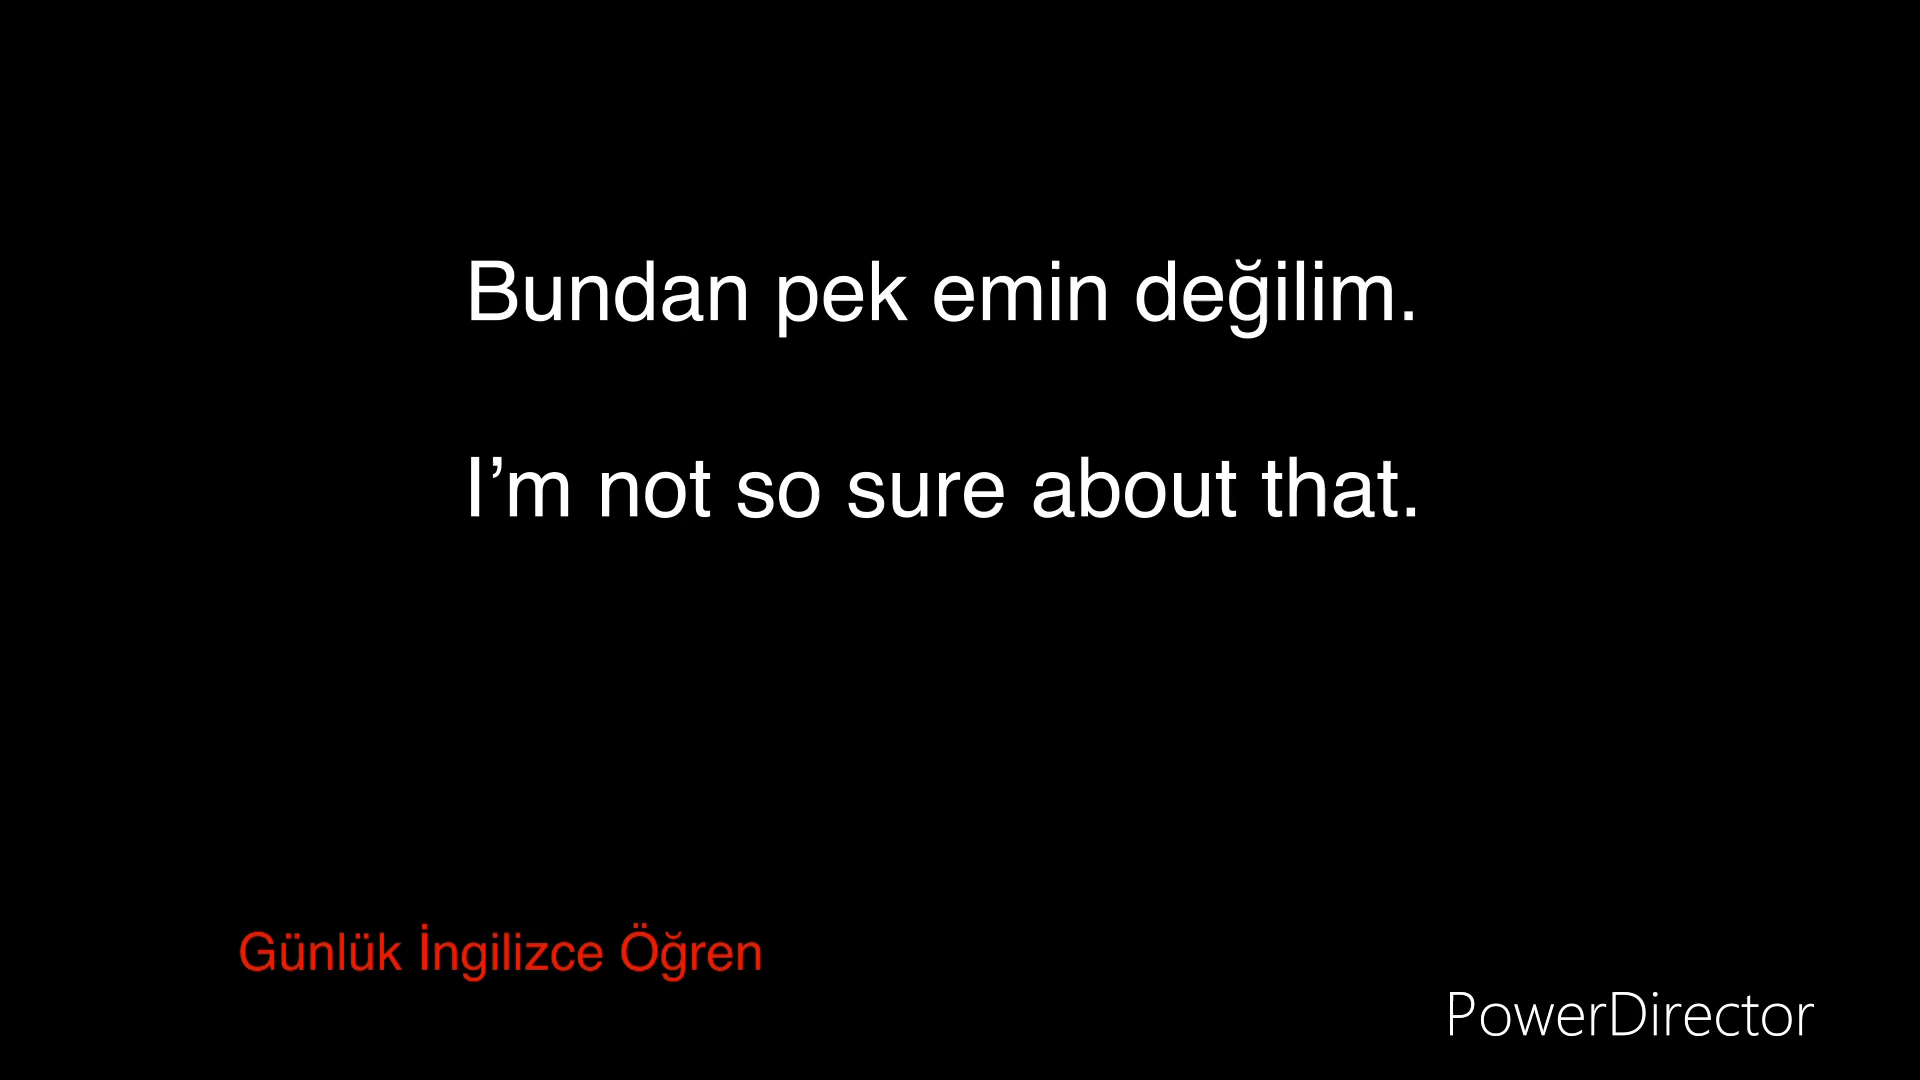 Bundan pek emin değilim.
I’m not so sure about that.
Günlük İngilizce Öğren
PowerDirector